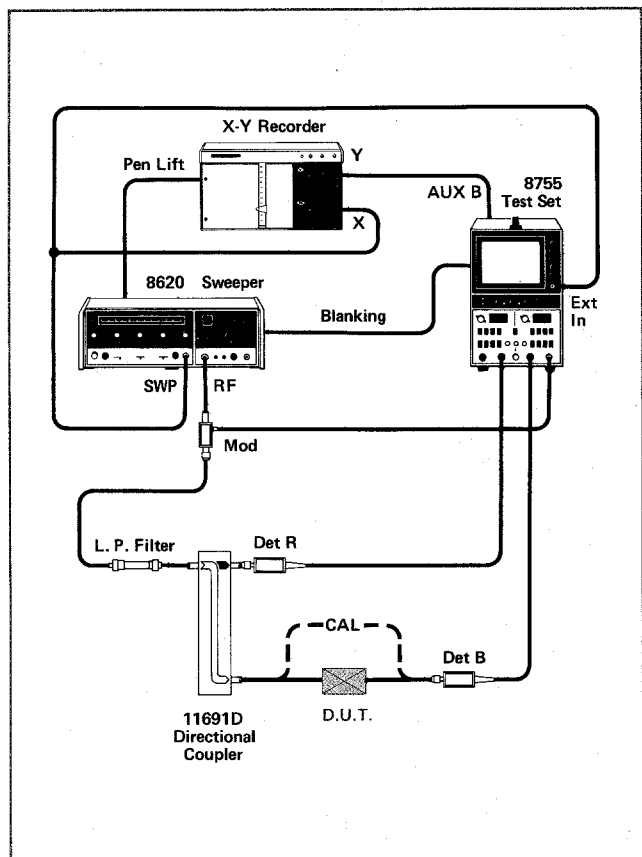 X-Y Recorder
Pen Lift
Y
X
AUX B
8755
Test Set
8620 Sweeper
Blanking
Ext
In
SWP
RF
Mod
L. P. Filter
Det R
CAL
Det B
D.U.T.
11691D
Directional
Coupler